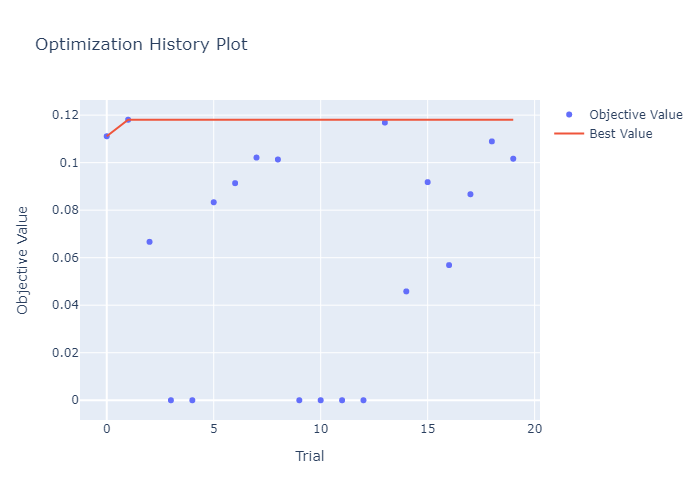 Optimization History Plot
Objective Value
Best Value
0.12
0.1
0.08
0.06
0.04
0.02
0
Objective Value
0
5
10
15
20
Trial